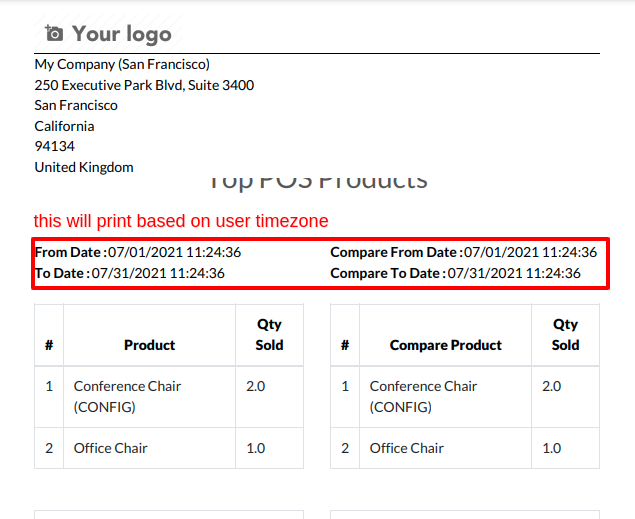 Your logo
My Company (San Francisco)
250 Executive Park Blvd, Suite 3400
San Francisco
California
94134
United Kingdom
Top POS Products
this will print based on user timezone
From Date : 07/01/2021 11:24:36 Compare From Date : 07/01/2021 11:24:36
To Date : 07/31/2021 11:24:36 Compare To Date : 07/31/2021 11:24:36
# Product Qty Sold # Compare Product Qty Sold
1 Conference Chair (CONFIG) 2.0 1 Conference Chair (CONFIG) 2.0
2 Office Chair 1.0 2 Office Chair 1.0